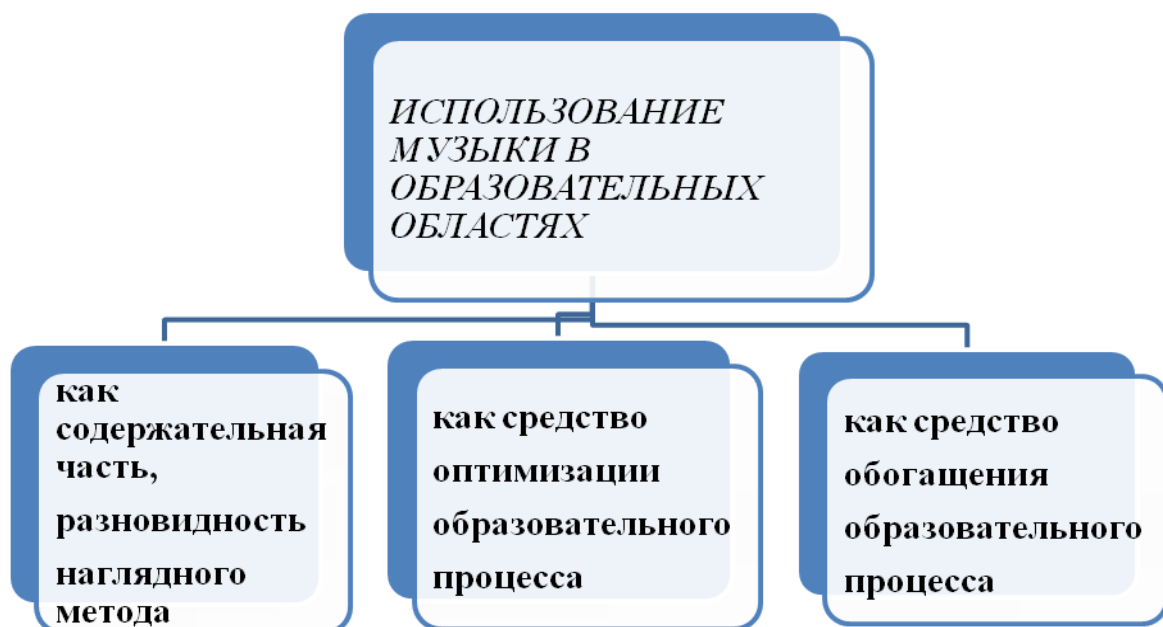 ИСПОЛЬЗОВАНИЕ
МУЗЫКИ В
ОБРАЗОВАТЕЛЬНЫХ
ОБЛАСТЯХ
как
содержательная
часть,
разновидность
наглядного
метода
как средство
оптимизации
образовательного
процесса
как средство
обогащения
образовательного
процесса